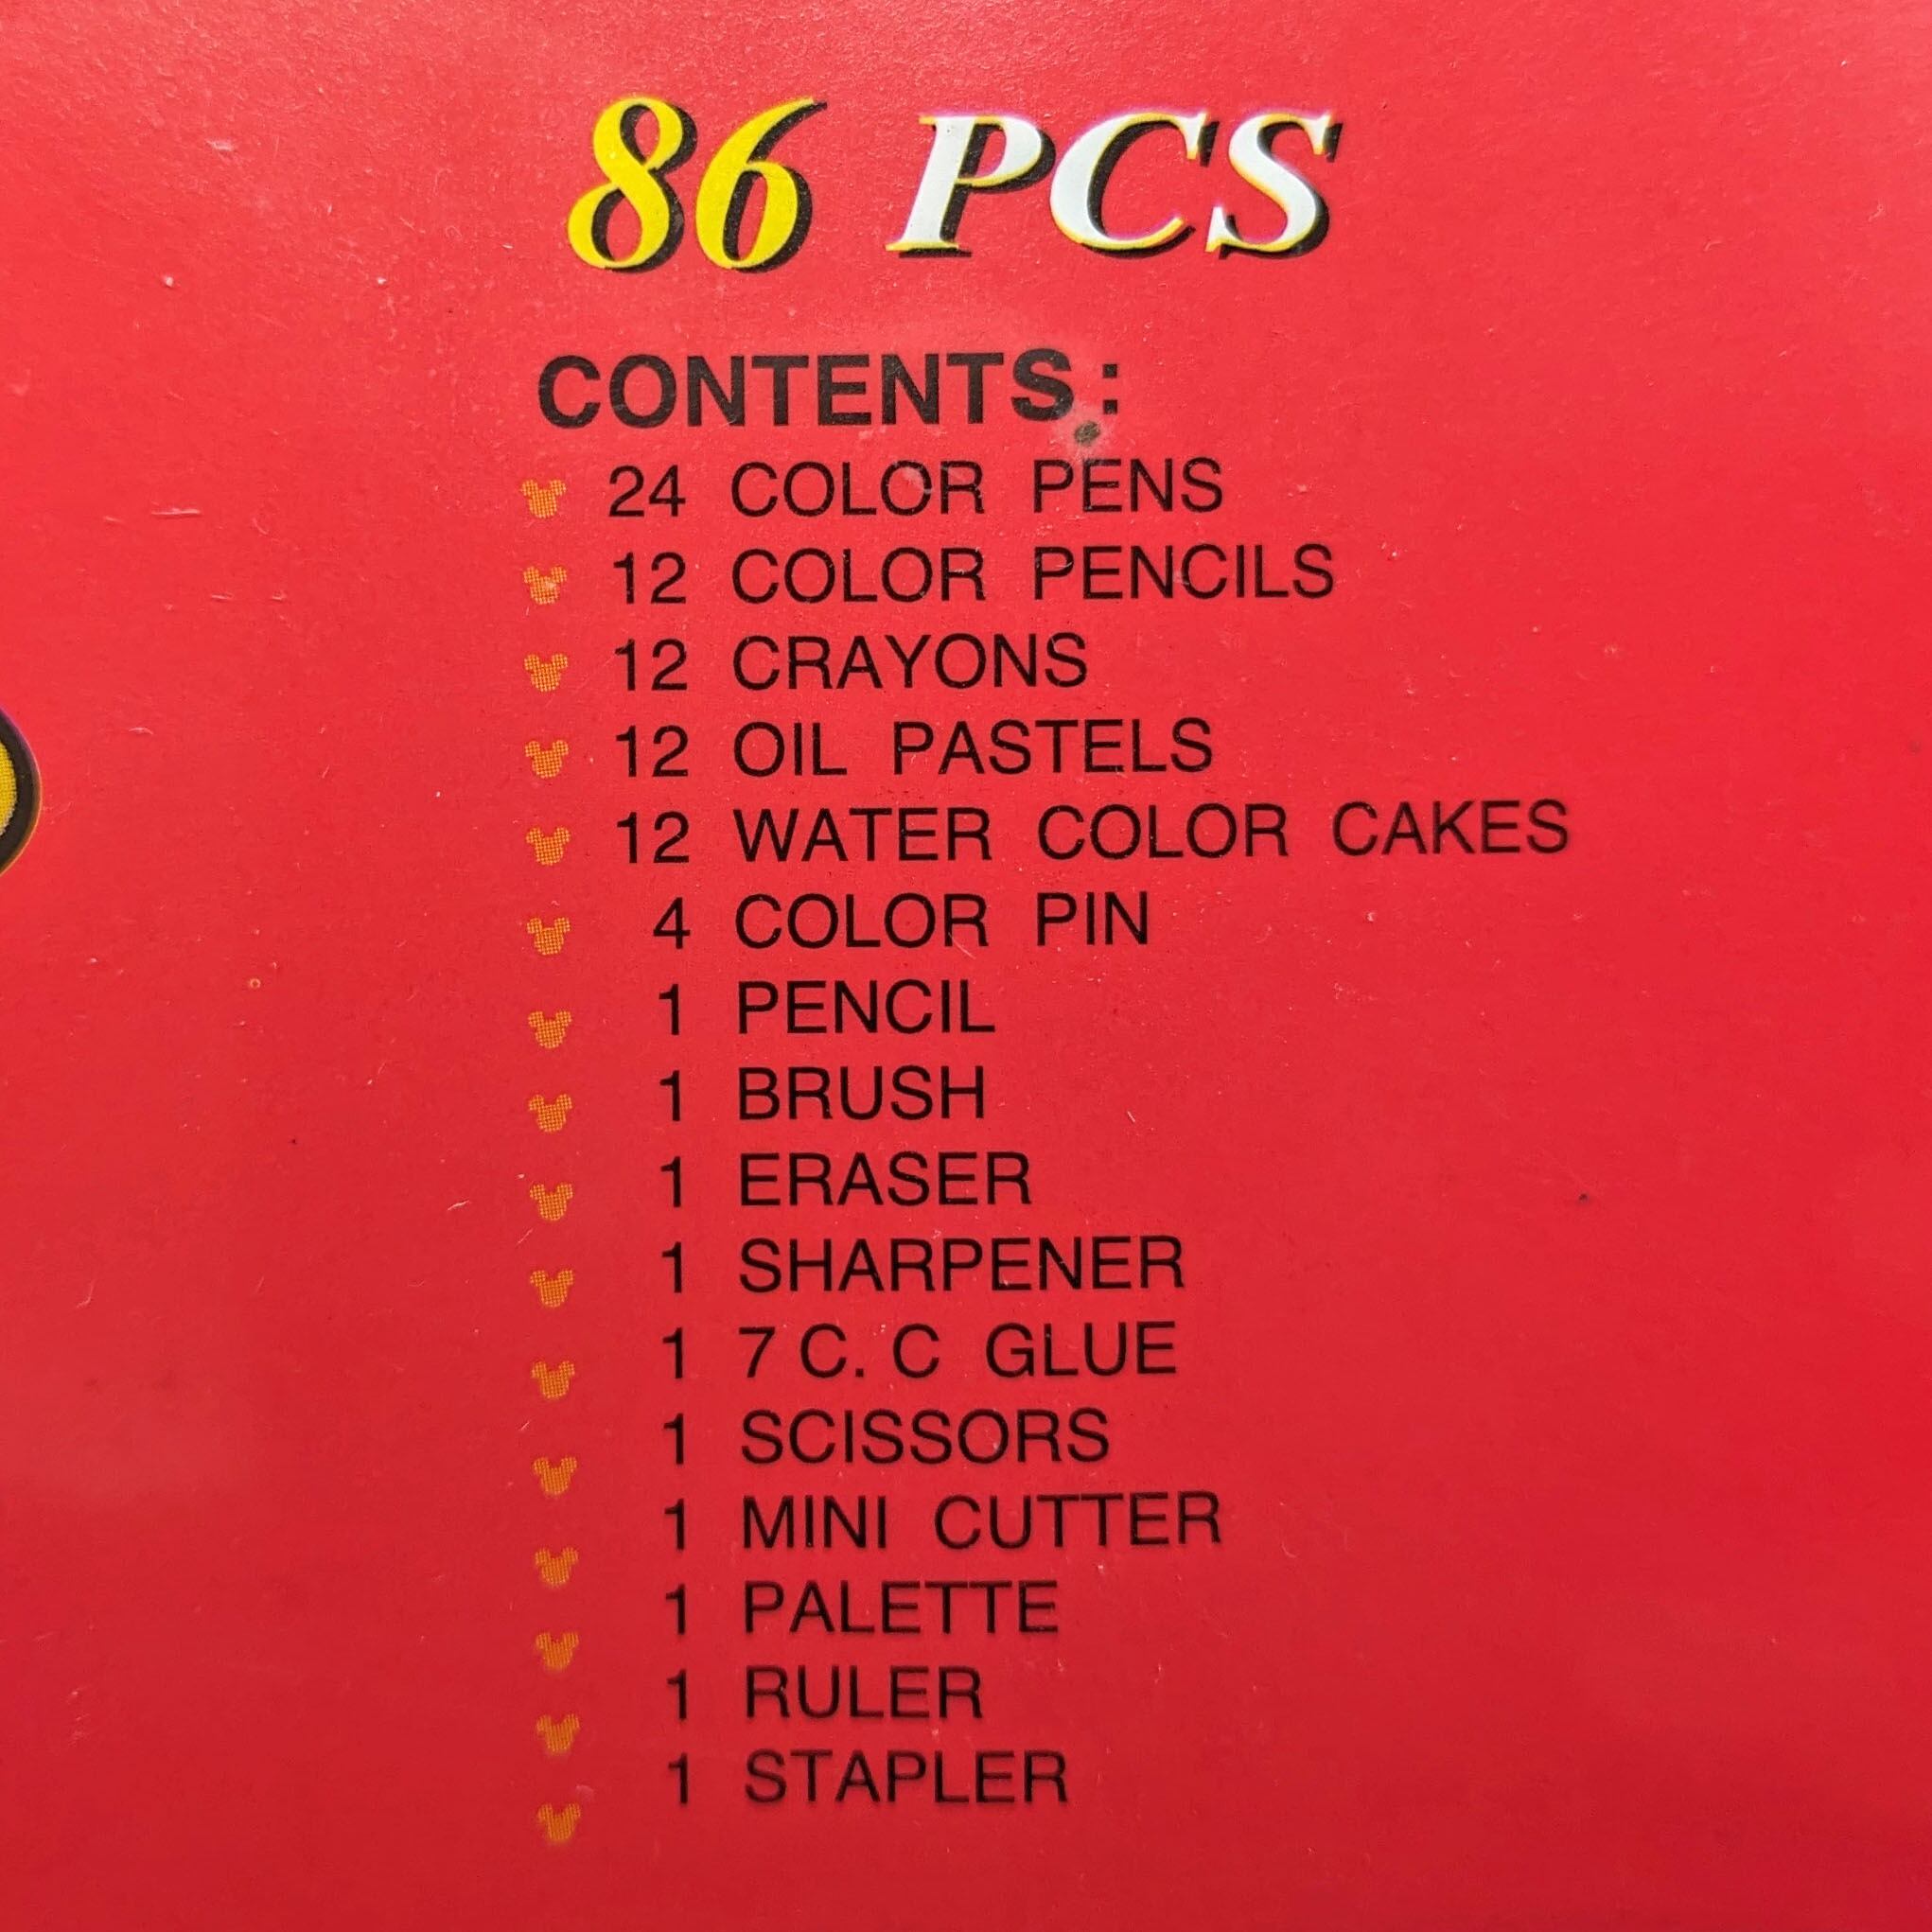 86 PCS
CONTENTS:
24 COLOR PENS
12 COLOR PENCILS
12 CRAYONS
12 OIL PASTELS
12 WATER COLOR CAKES
4 COLOR PIN
1 PENCIL
1 BRUSH
1 ERASER
1 SHARPENER
1 7 C. C GLUE
1 SCISSORS
1 MINI CUTTER
1 PALETTE
1 RULER
1 STAPLER